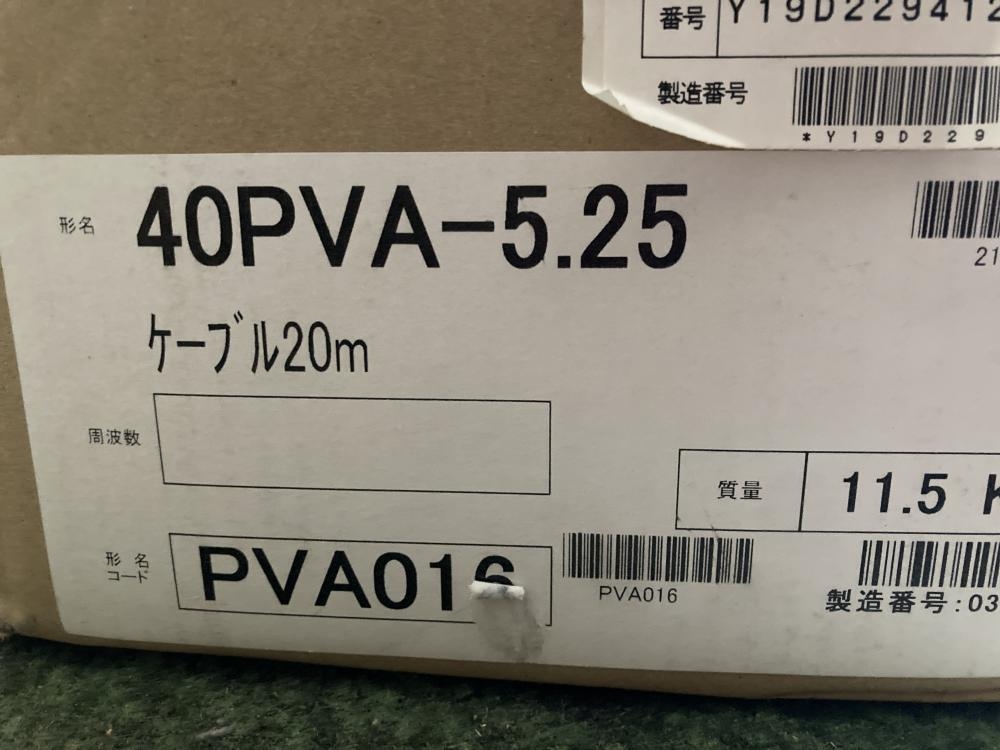 番号 Y19D229412
製造番号
*Y19D229
形名 40PVA-5.25
21
ケーブル20m
周波数
質量 11.5 K
形名コード PVA016
PVA016
製造番号:03